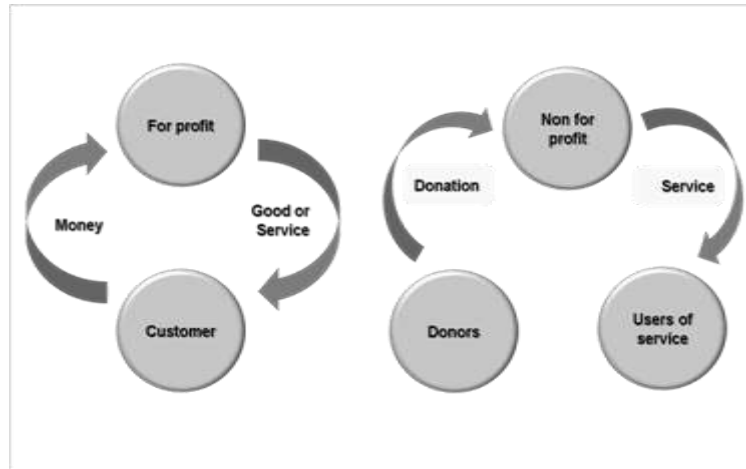 For profit
Money
Good or
Service
Customer
Non for
profit
Donation
Service
Donors
Users of
service